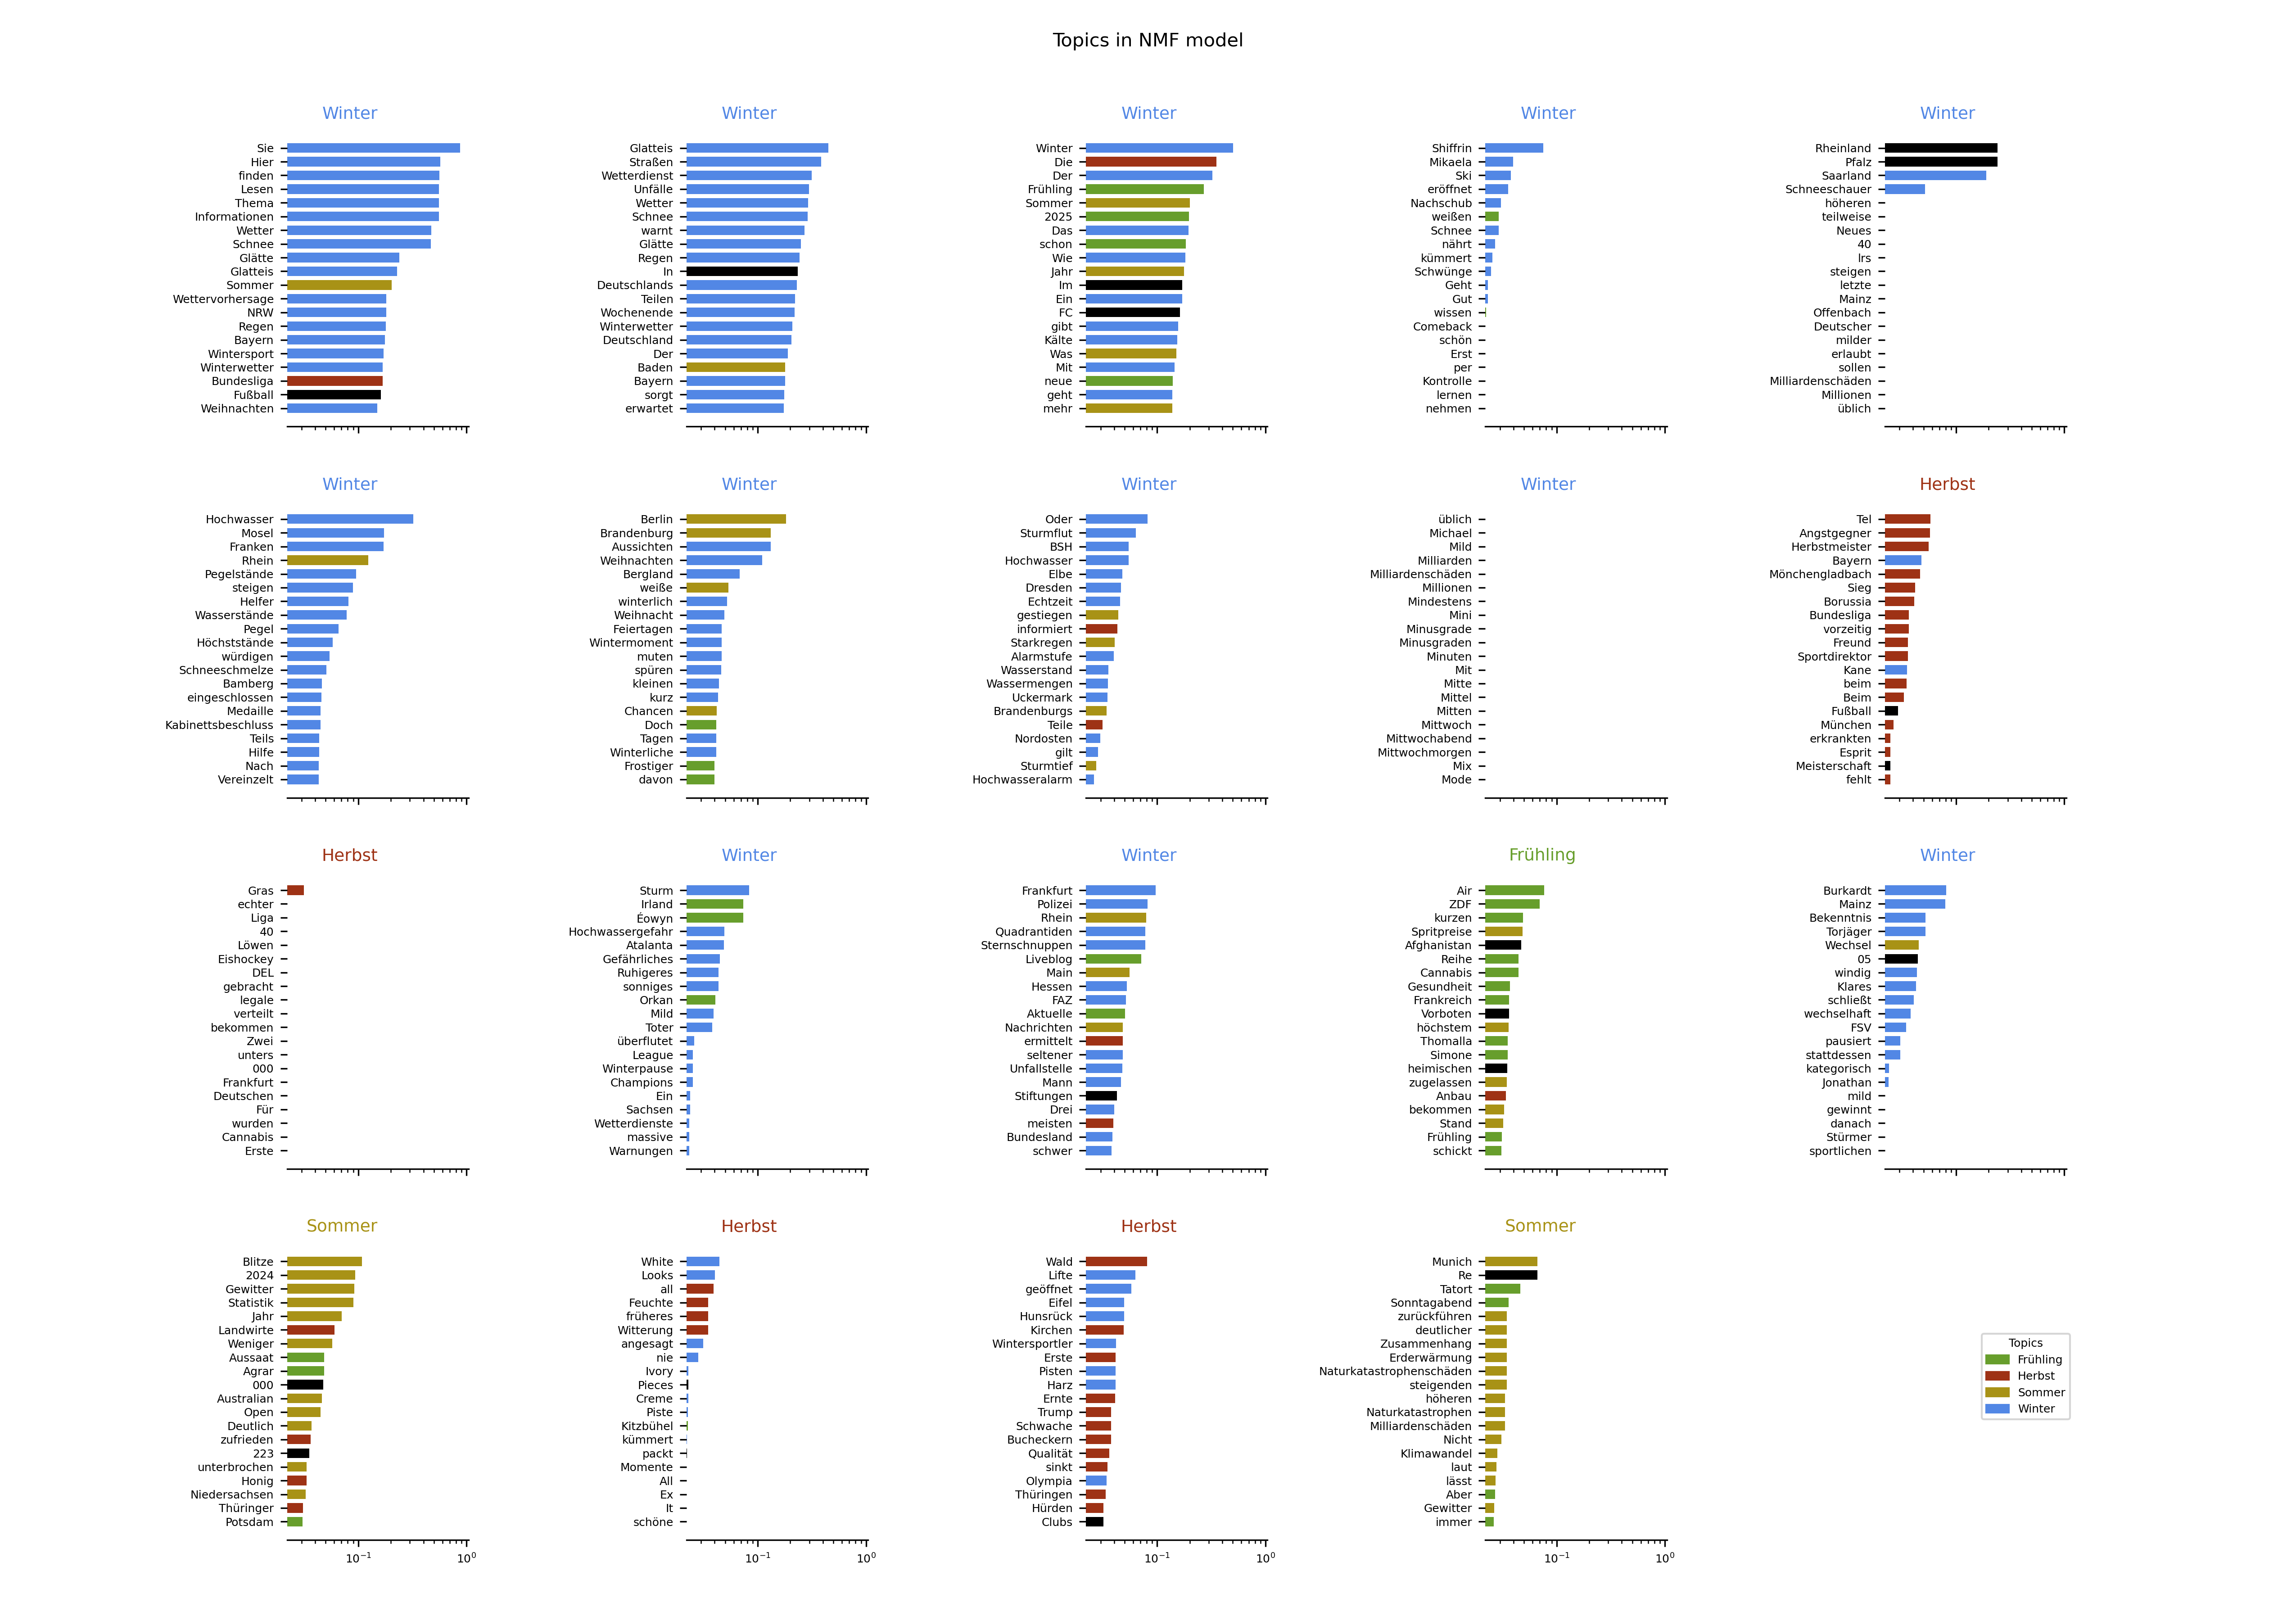 Topics in NMF model
Winter
Sie
Hier
finden
Lesen
Thema
Informationen
Wetter
Schnee
Glätte
Glatteis
Sommer
Wettervorhersage
NRW
Regen
Bayern
Wintersport
Winterwetter
Bundesliga
Fußball
Weihnachten
Winter
Glatteis
Straßen
Wetterdienst
Unfälle
Wetter
Schnee
warnt
Glätte
Regen
In
Deutschlands
Teilen
Wochenende
Winterwetter
Deutschland
Der
Baden
Bayern
sorgt
erwartet
Winter
Winter
Die
Der
Frühling
Sommer
2025
Das
schon
Wie
Jahr
Im
Ein
FC
gibt
Kälte
Was
Mit
neue
geht
mehr
Winter
Shiffrin
Mikaela
Ski
eröffnet
Nachschub
weißen
Schnee
nährt
kümmert
Schwünge
Geht
Gut
wissen
Comeback
schön
Erst
per
Kontrolle
lernen
nehmen
Winter
Rheinland
Pfalz
Saarland
Schneeschauer
höheren
teilweise
Neues
40
Irs
steigen
letzte
Mainz
Offenbach
Deutscher
milder
erlaubt
sollen
Milliardenschäden
Millionen
üblich
Winter
Hochwasser
Mosel
Franken
Rhein
Pegelstände
steigen
Helfer
Wasserstände
Pegel
Höchststände
würdigen
Schneeschmelze
Bamberg
eingeschlossen
Medaille
Kabinettsbeschluss
Teils
Hilfe
Nach
Vereinzelt
Winter
Berlin
Brandenburg
Aussichten
Weihnachten
Bergland
weiße
winterlich
Weihnacht
Feiertagen
Wintermoment
muten
spüren
kleinen
kurz
Chancen
Doch
Tagen
Winterliche
Frostiger
davon
Winter
Oder
Sturmflut
BSH
Hochwasser
Elbe
Dresden
Echtzeit
gestiegen
informiert
Starkregen
Alarmstufe
Wasserstand
Wassermengen
Uckermark
Brandenburgs
Teile
Nordosten
gilt
Sturmtief
Hochwasseralarm
Winter
üblich
Michael
Mild
Milliarden
Milliardenschäden
Millionen
Mindestens
Mini
Minusgrade
Minusgraden
Minuten
Mit
Mitte
Mittel
Mitten
Mittwoch
Mittwochabend
Mittwochmorgen
Mix
Mode
Herbst
Tel
Angstgegner
Herbstmeister
Bayern
Mönchengladbach
Sieg
Borussia
Bundesliga
vorzeitig
Freund
Sportdirektor
Kane
beim
Beim
Fußball
München
erkrankten
Esprit
Meisterschaft
fehlt
Herbst
Gras
echter
Liga
40
Löwen
Eishockey
DEL
gebracht
legale
verteilt
bekommen
Zwei
unters
000
Frankfurt
Deutschen
Für
wurden
Cannabis
Erste
Winter
Sturm
Irland
Éowyn
Hochwassergefahr
Atalanta
Gefährliches
Ruhigeres
sonniges
Orkan
Mild
Toter
überflutet
League
Winterpause
Champions
Ein
Sachsen
Wetterdienste
massive
Warnungen
Winter
Frankfurt
Polizei
Rhein
Quadrantiden
Sternschnuppen
Liveblog
Main
Hessen
FAZ
Aktuelle
Nachrichten
ermittelt
seltener
Unfallstelle
Mann
Stiftungen
Drei
meisten
Bundesland
schwer
Frühling
Air
ZDF
kurzen
Spritpreise
Afghanistan
Reihe
Cannabis
Gesundheit
Frankreich
Vorboten
höchstem
Thomalla
Simone
heimischen
zugelassen
Anbau
bekommen
Stand
Frühling
schickt
Winter
Burkardt
Mainz
Bekenntnis
Torjäger
Wechsel
05
windig
Klares
schließt
wechselhaft
FSV
pausiert
stattdessen
kategorisch
Jonathan
mild
gewinnt
danach
Stürmer
sportlichen
Sommer
Blitze
2024
Gewitter
Statistik
Jahr
Landwirte
Weniger
Aussaat
Agrar
000
Australian
Open
Deutlich
zufrieden
223
unterbrochen
Honig
Niedersachsen
Thüringer
Potsdam
10⁻¹ 10⁰
Herbst
White
Looks
all
Feuchte
früheres
Witterung
angesagt
nie
Ivory
Pieces
Creme
Piste
Kitzbühel
kümmert
packt
Momente
All
Ex
It
schöne
10⁻¹ 10⁰
Herbst
Wald
Lifte
geöffnet
Eifel
Hunsrück
Kirchen
Wintersportler
Erste
Pisten
Harz
Ernte
Trump
Schwache
Bucheckern
Qualität
sinkt
Olympia
Thüringen
Hürden
Clubs
10⁻¹ 10⁰
Sommer
Munich
Re
Tatort
Sonntagabend
zurückführen
deutlicher
Zusammenhang
Erderwärmung
Naturkatastrophenschäden
steigenden
höheren
Naturkatastrophen
Milliardenschäden
Nicht
Klimawandel
laut
lässt
Aber
Gewitter
immer
10⁻¹ 10⁰
Topics
Frühling
Herbst
Sommer
Winter